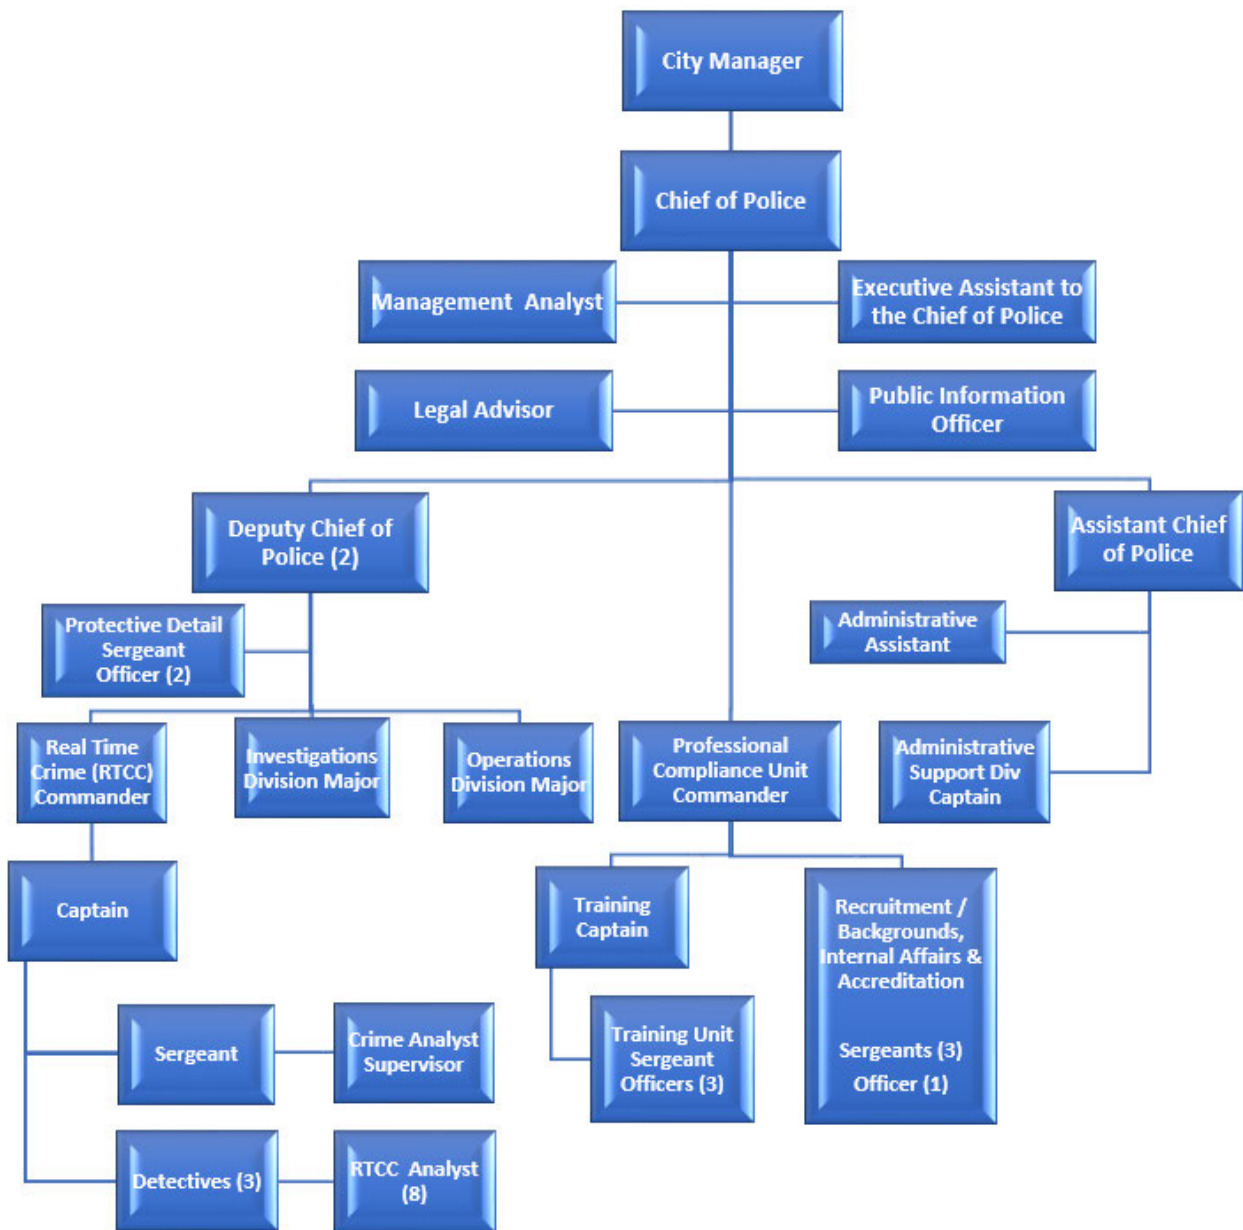 City Manager
Chief of Police
Management  Analyst
Executive Assistant to
the Chief of Police
Legal Advisor
Public Information
Officer
Deputy Chief of
Police (2)
Assistant Chief
of Police
Protective Detail
Sergeant
Officer (2)
Administrative
Assistant
Real Time
Crime (RTCC)
Commander
Investigations
Division Major
Operations
Division Major
Professional
Compliance Unit
Commander
Administrative
Support Div
Captain
Captain
Training
Captain
Recruitment /
Backgrounds,
Internal Affairs &
Accreditation
Sergeants (3)
Officer (1)
Sergeant
Crime Analyst
Supervisor
Training Unit
Sergeant
Officers (3)
Detectives (3)
RTCC  Analyst
(8)